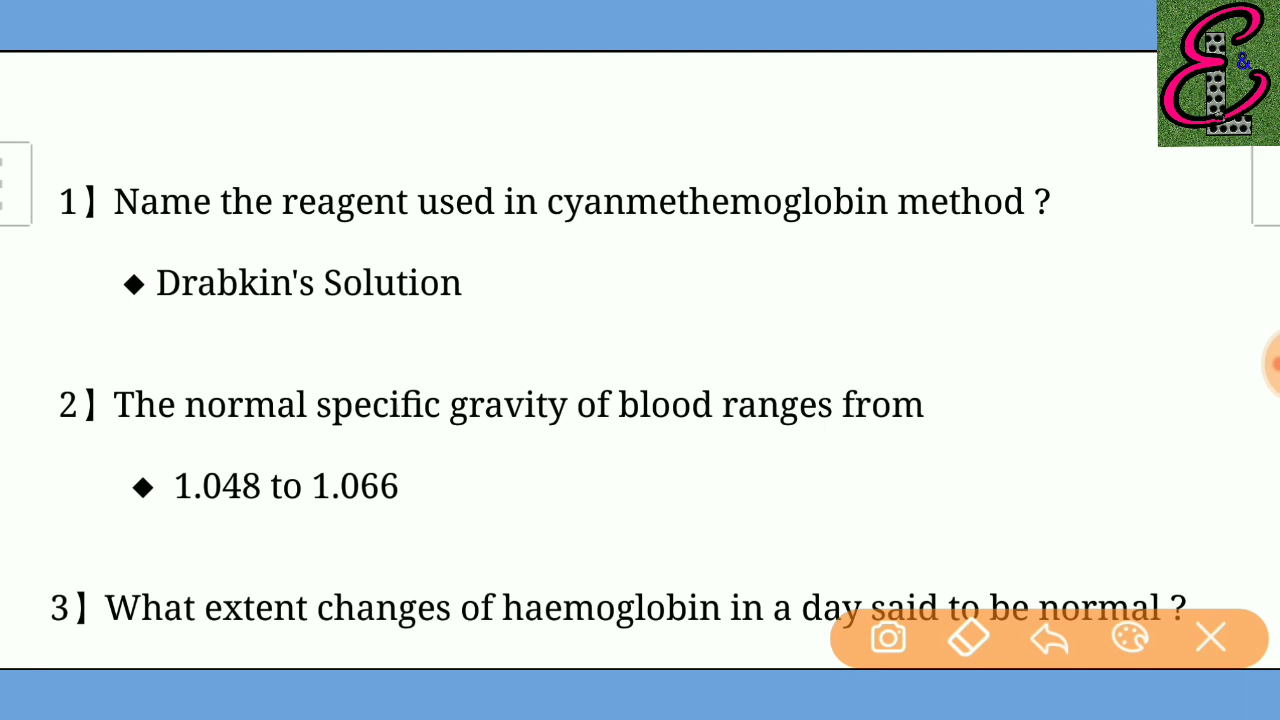 E & L
1】Name the reagent used in cyanmethemoglobin method ?
◆ Drabkin's Solution
2】The normal specific gravity of blood ranges from
◆ 1.048 to 1.066
3】What extent changes of haemoglobin in a day said to be normal ?